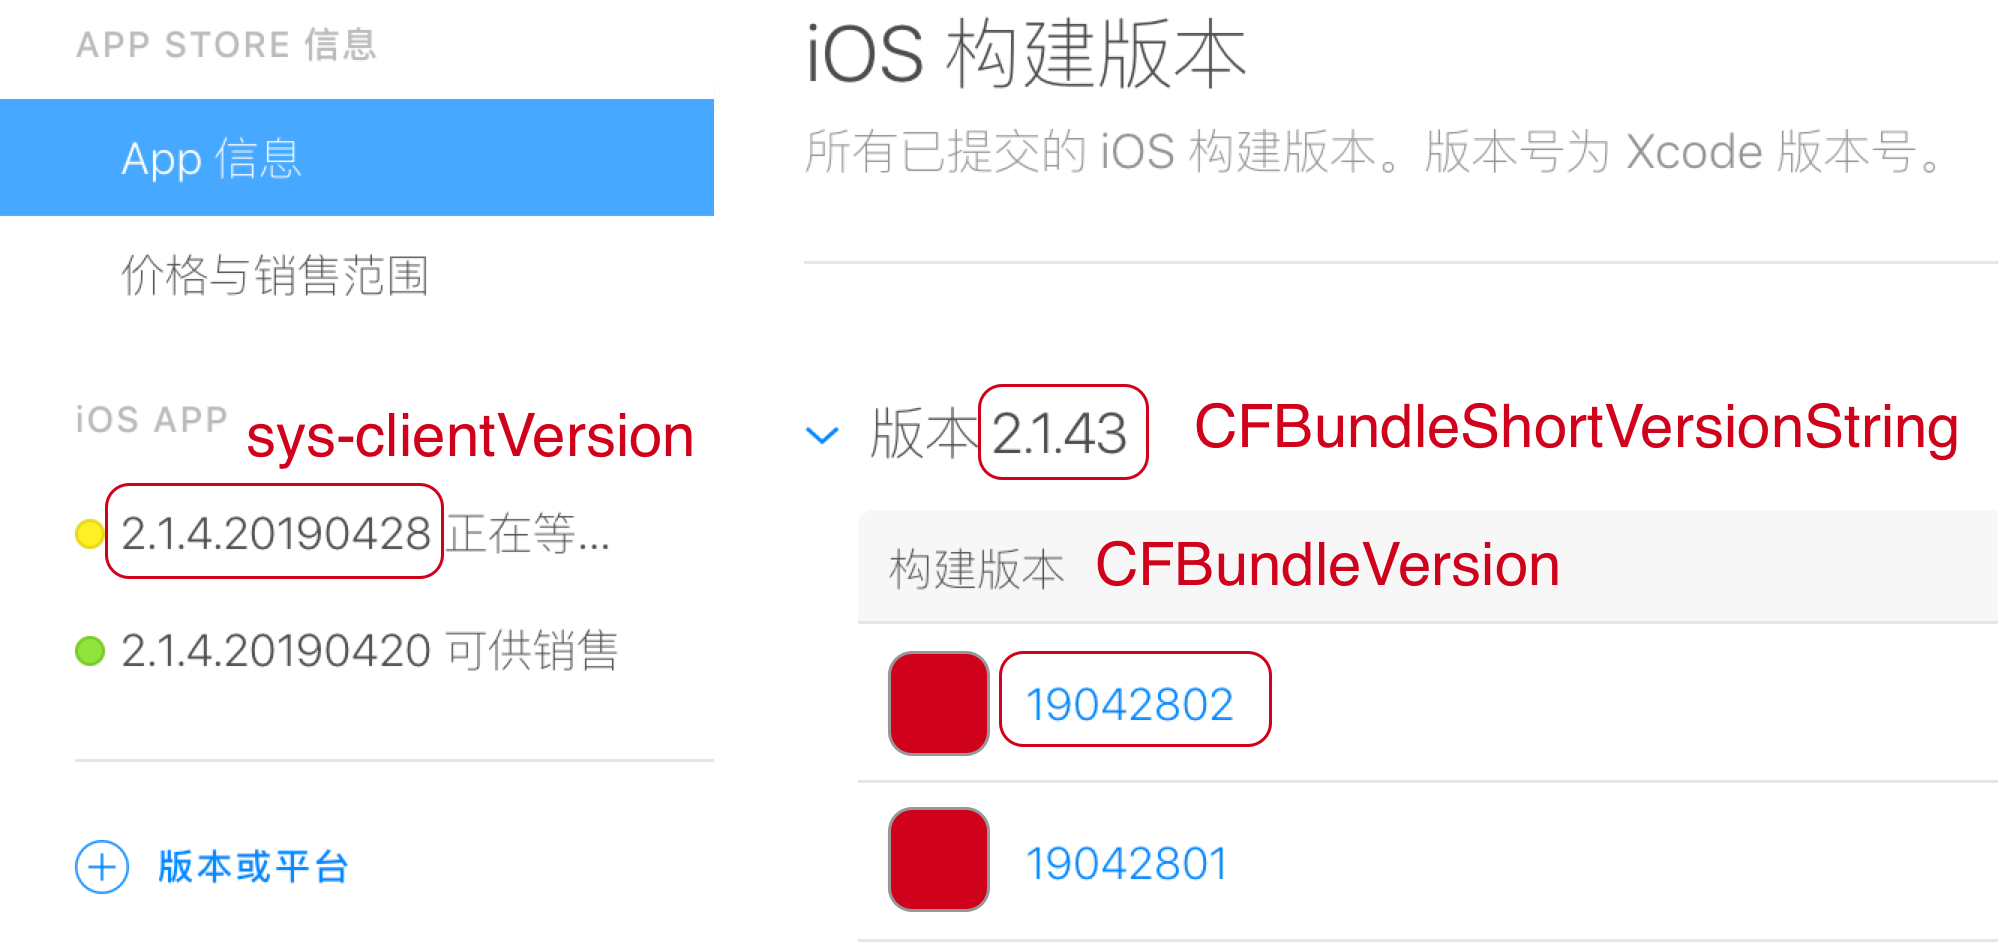 APP STORE 信息
App 信息
价格与销售范围
iOS APP
sys-clientVersion
2.1.4.20190428 正在等...
2.1.4.20190420 可供销售
版本或平台
iOS 构建版本
所有已提交的 iOS 构建版本。版本号为 Xcode 版本号。
版本 2.1.43 CFBundleShortVersionString
构建版本 CFBundleVersion
19042802
19042801